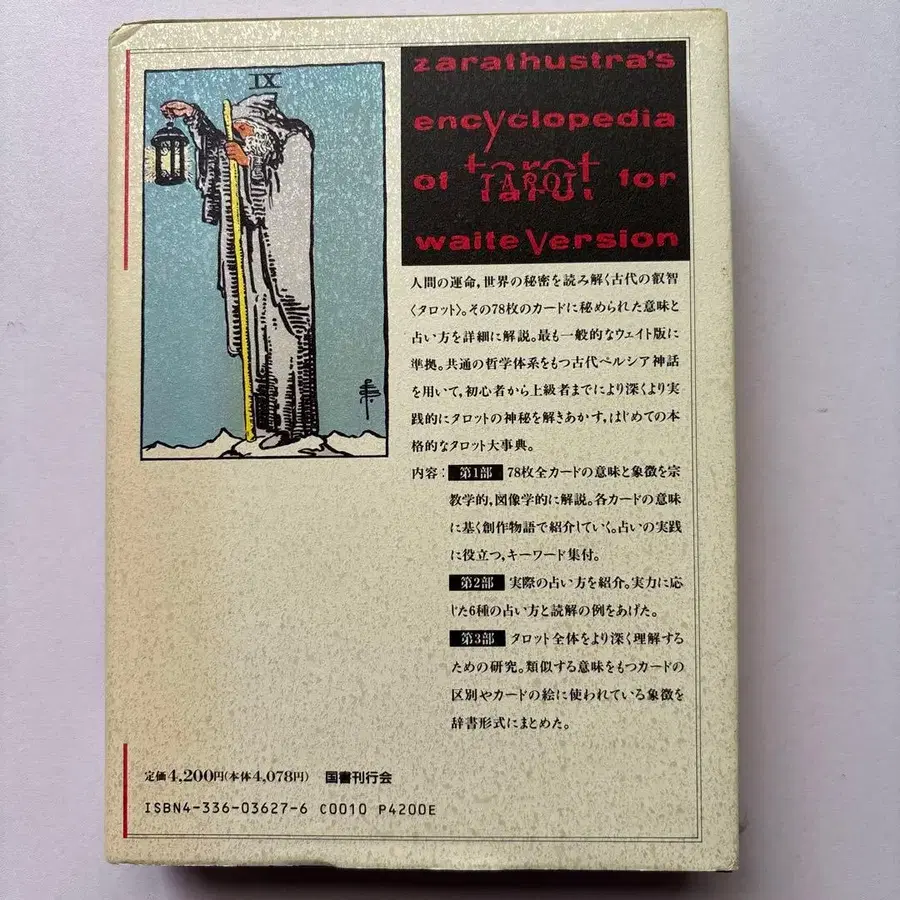 IX
zarathustra's
encyclopedia
of tarot for
waite Version
人間の運命,世界の秘密を読み解く古代の叡智
〈タロット〉。その78枚のカードに秘められた意味と
占い方を詳細に解説。最も一般的なウェイト版に
準拠。共通の哲学体系をもつ古代ペルシア神話
を用いて,初心者から上級者までにより深くより実
践的にタロットの神秘を解きあかす,はじめての本
格的なタロット大事典。
内容: 第1部 78枚全カードの意味と象徴を宗
教学的,図像学的に解説。各カードの意味
に基く創作物語で紹介していく。占いの実践
に役立つ,キーワード集付。
第2部 実際の占い方を紹介。実力に応
じた6種の占い方と読解の例をあげた。
第3部 タロット全体をより深く理解する
ための研究。類似する意味をもつカードの
区別やカードの絵に使われている象徴を
辞書形式にまとめた。
定価4,200円(本体4,078円) 国書刊行会
ISBN4-336-03627-6 C0010 P4200E